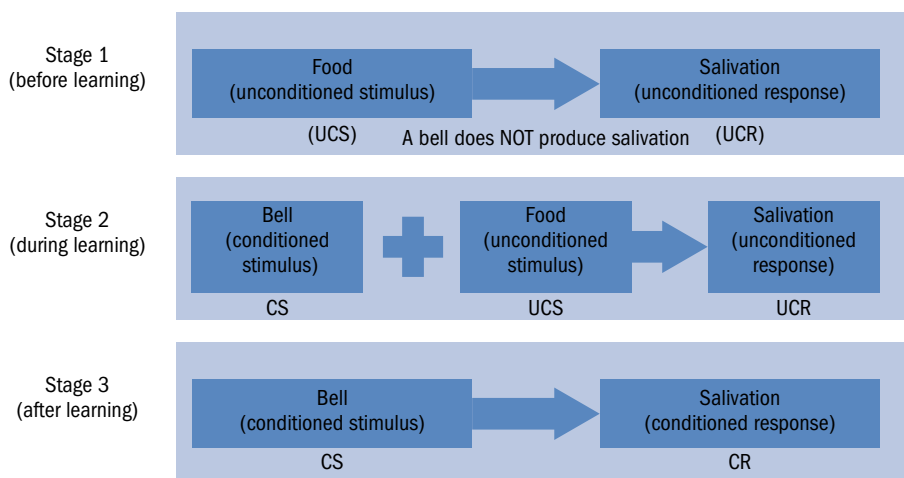 Stage 1
(before learning)
Food
(unconditioned stimulus)
Salivation
(unconditioned response)
(UCS)
A bell does NOT produce salivation
(UCR)
Stage 2
(during learning)
Bell
(conditioned
stimulus)
Food
(unconditioned
stimulus)
Salivation
(unconditioned
response)
CS
UCS
UCR
Stage 3
(after learning)
Bell
(conditioned stimulus)
Salivation
(conditioned response)
CS
CR